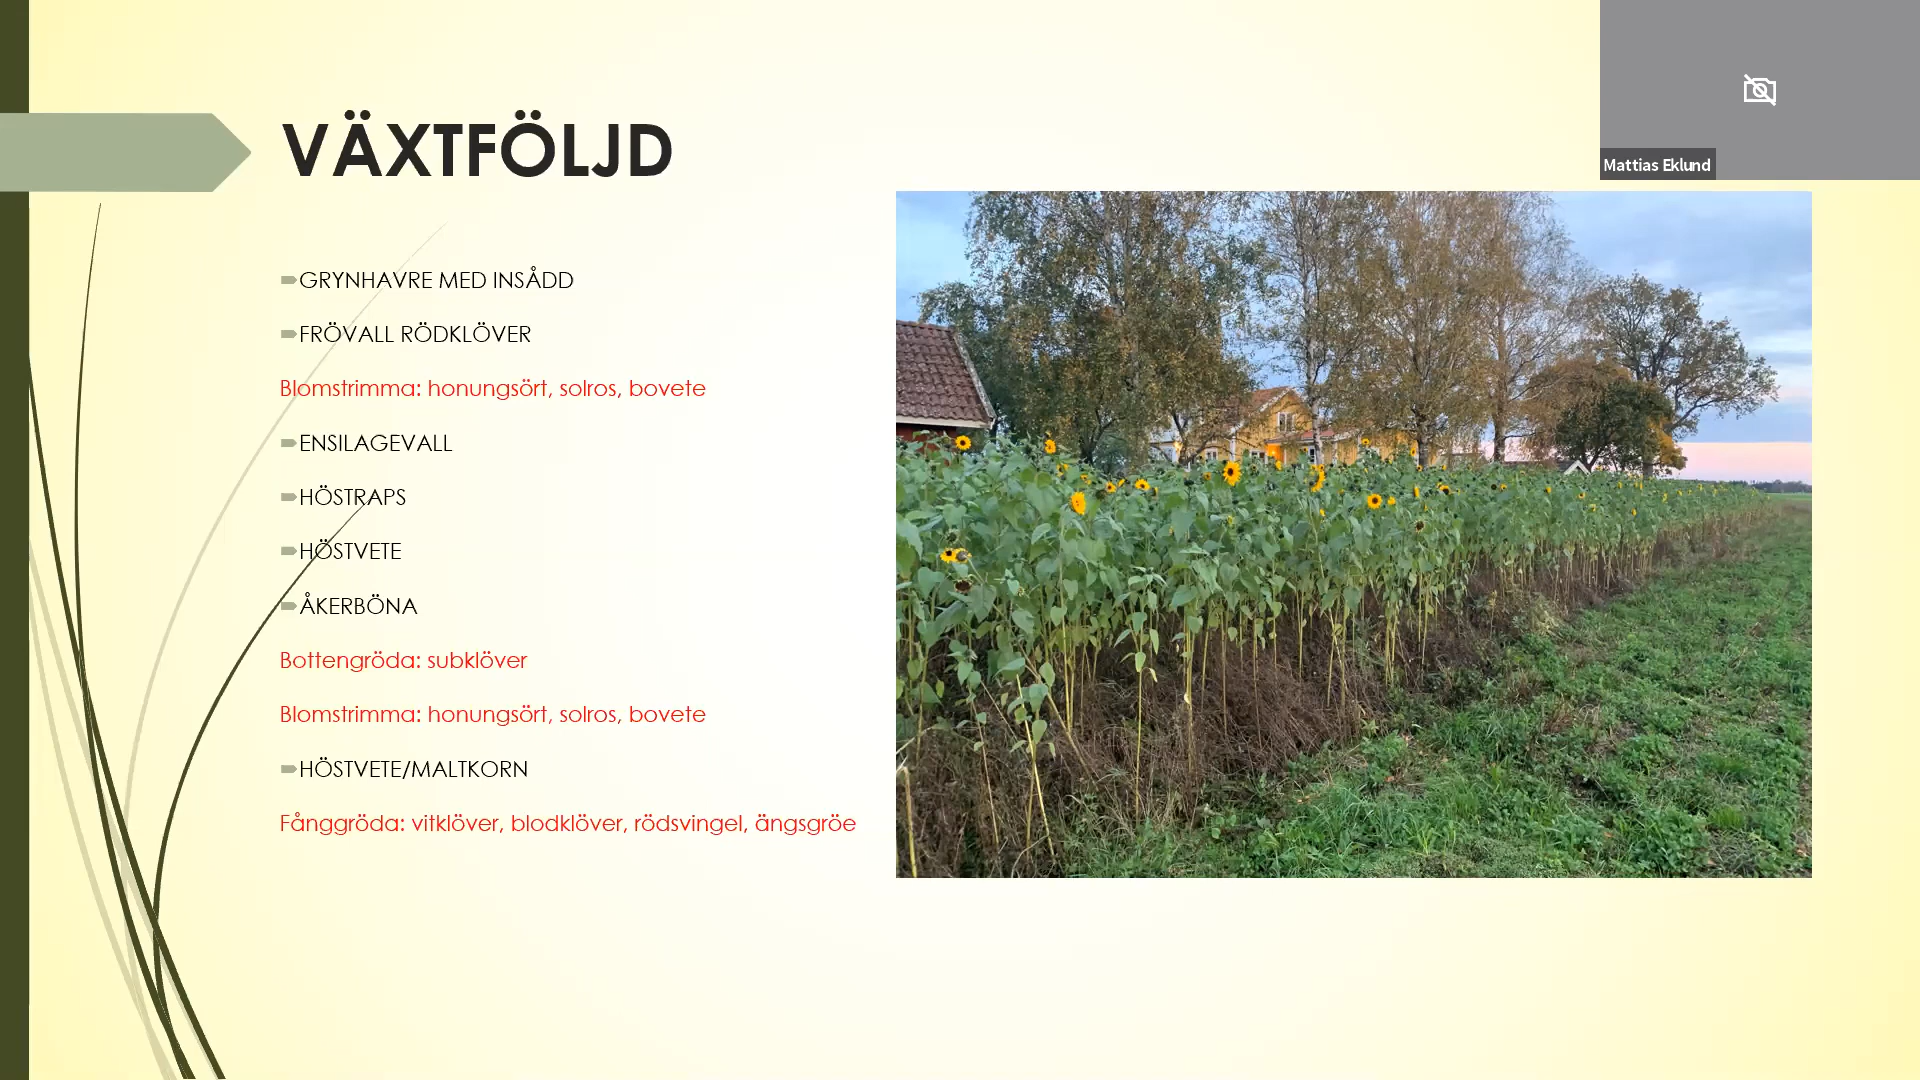 VÄXTFÖLJD
Mattias Eklund
GRYNHAVRE MED INSÅDD
FRÖVALL RÖDKLÖVER
Blomstrimma: honungsört, solros, bovete
ENSILAGEVALL
HÖSTRAPS
HÖSTVETE
ÅKERBÖNA
Bottengröda: subklöver
Blomstrimma: honungsört, solros, bovete
HÖSTVETE/MALTKORN
Fånggröda: vitklöver, blodklöver, rödsvingel, ängsgröe